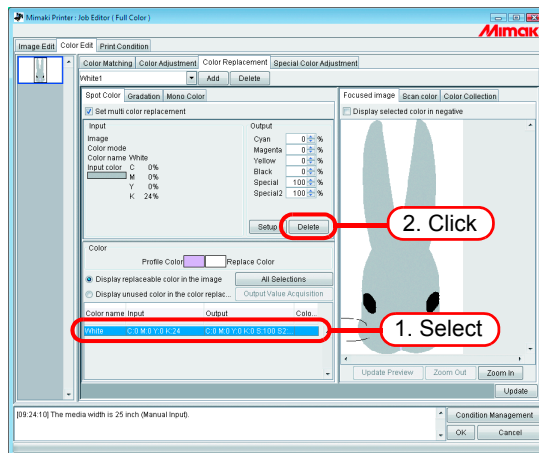 Mimaki Printer : Job Editor ( Full Color )
Mimaki
Image Edit Color Edit Print Condition
Color Matching Color Adjustment Color Replacement Special Color Adjustment
White1 Add Delete
Spot Color Gradation Mono Color
Set multi color replacement
Input
Image
Color mode
Color name White
Input color C 0%
M 0%
Y 0%
K 24%
Output
Cyan 0 %
Magenta 0 %
Yellow 0 %
Black 0 %
Special 100 %
Special2 100 %
Setup Delete
2. Click
Color
Profile Color Replace Color
Display replaceable color in the image All Selections
Display unused color in the color replac... Output Value Acquisition
Color name Input Output Colo...
White C:0 M:0 Y:0 K:24 C:0 M:0 Y:0 K:0 S:100 S2:...
1. Select
Focused image Scan color Color Collection
Display selected color in negative
Update Preview Zoom Out Zoom In
Update
[09:24:10] The media width is 25 inch (Manual Input).
Condition Management
OK Cancel